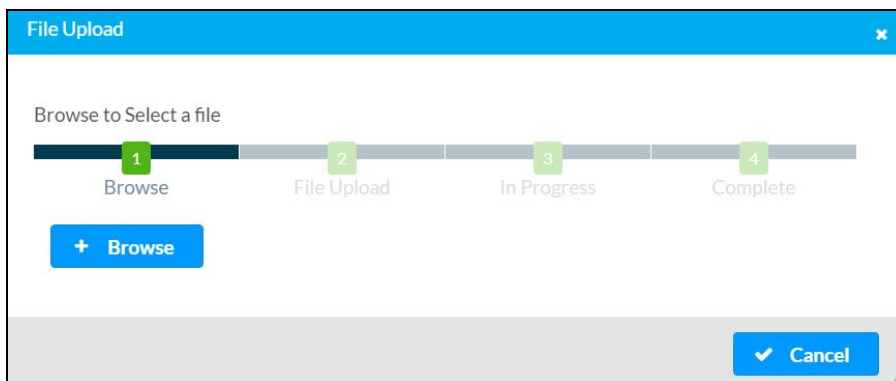 File Upload
Browse to Select a file
1 2 3 4
Browse File Upload In Progress Complete
+ Browse
Cancel